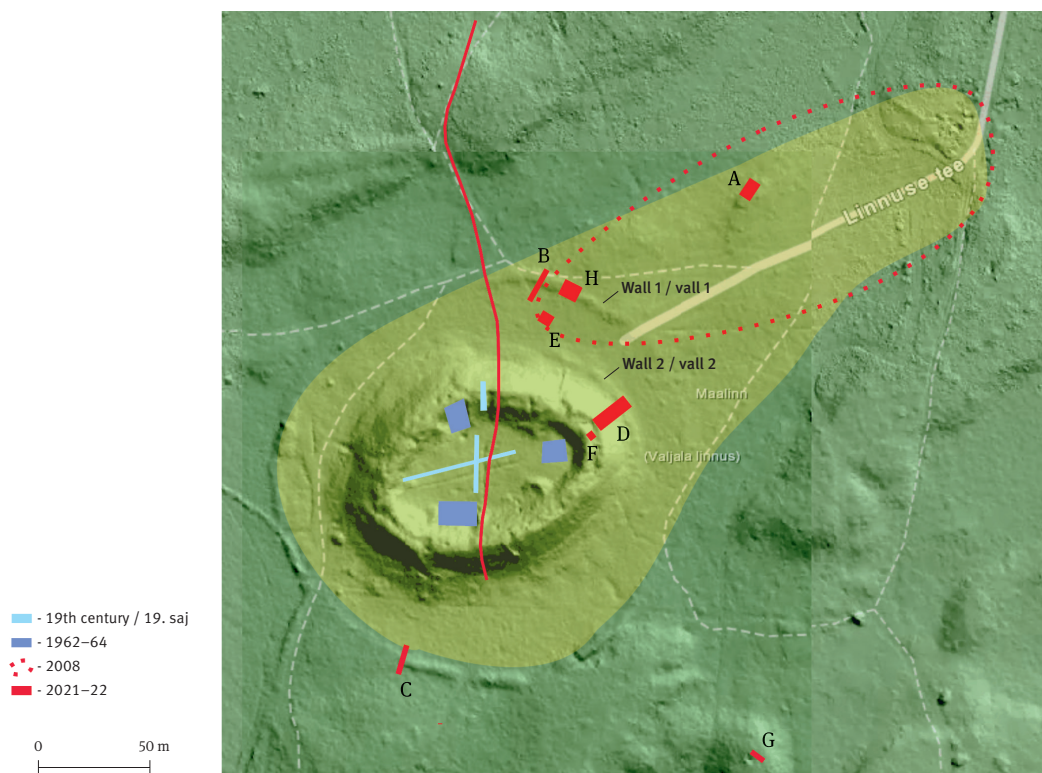 A
Linnuse tee
B
H
Wall 1 / vall 1
E
Wall 2 / vall 2
Maalinn
D
F
(Valjala linnus)
- 19th century / 19. saj
- 1962–64
- 2008
- 2021–22
C
G
0 50 m